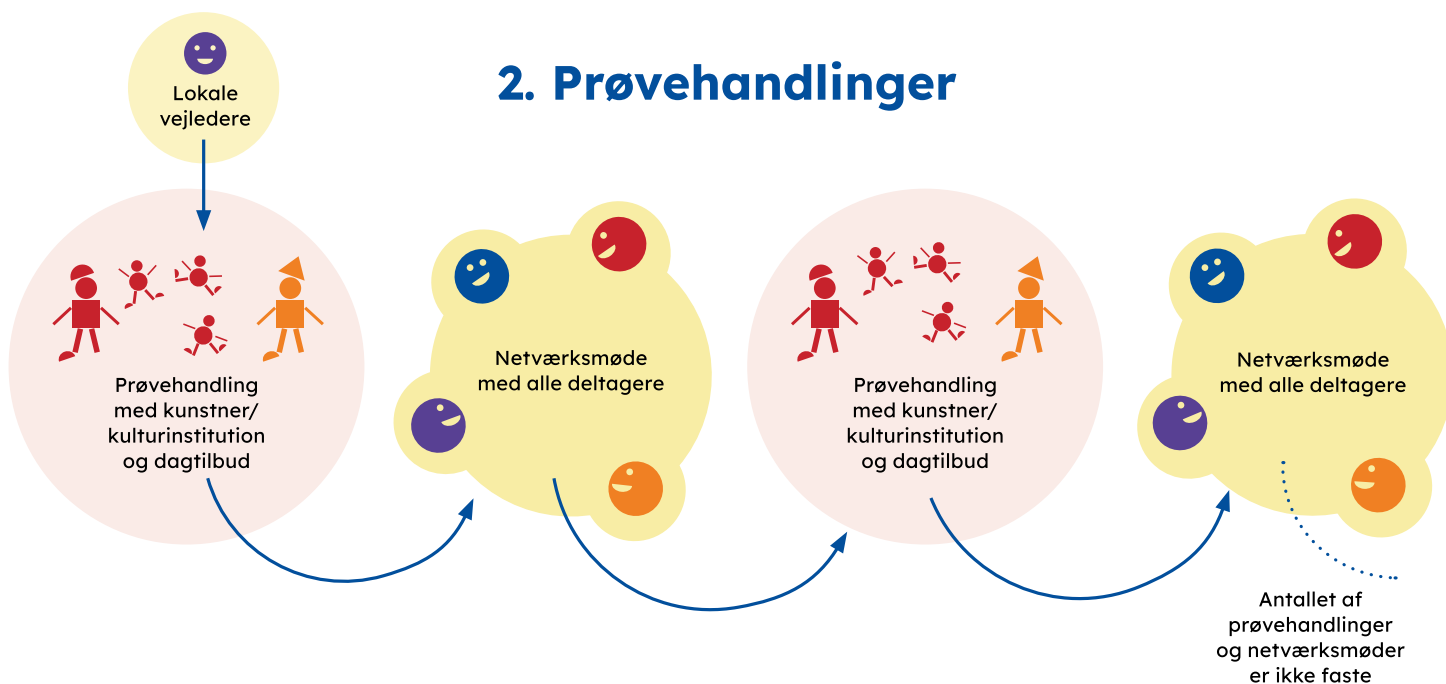 2. Prøvehandlinger
Lokale
vejledere
Prøvehandling
med kunstner/
kulturinstitution
og dagtilbud
Netværksmøde
med alle deltagere
Prøvehandling
med kunstner/
kulturinstitution
og dagtilbud
Netværksmøde
med alle deltagere
Antallet af
prøvehandlinger
og netværksmøder
er ikke faste